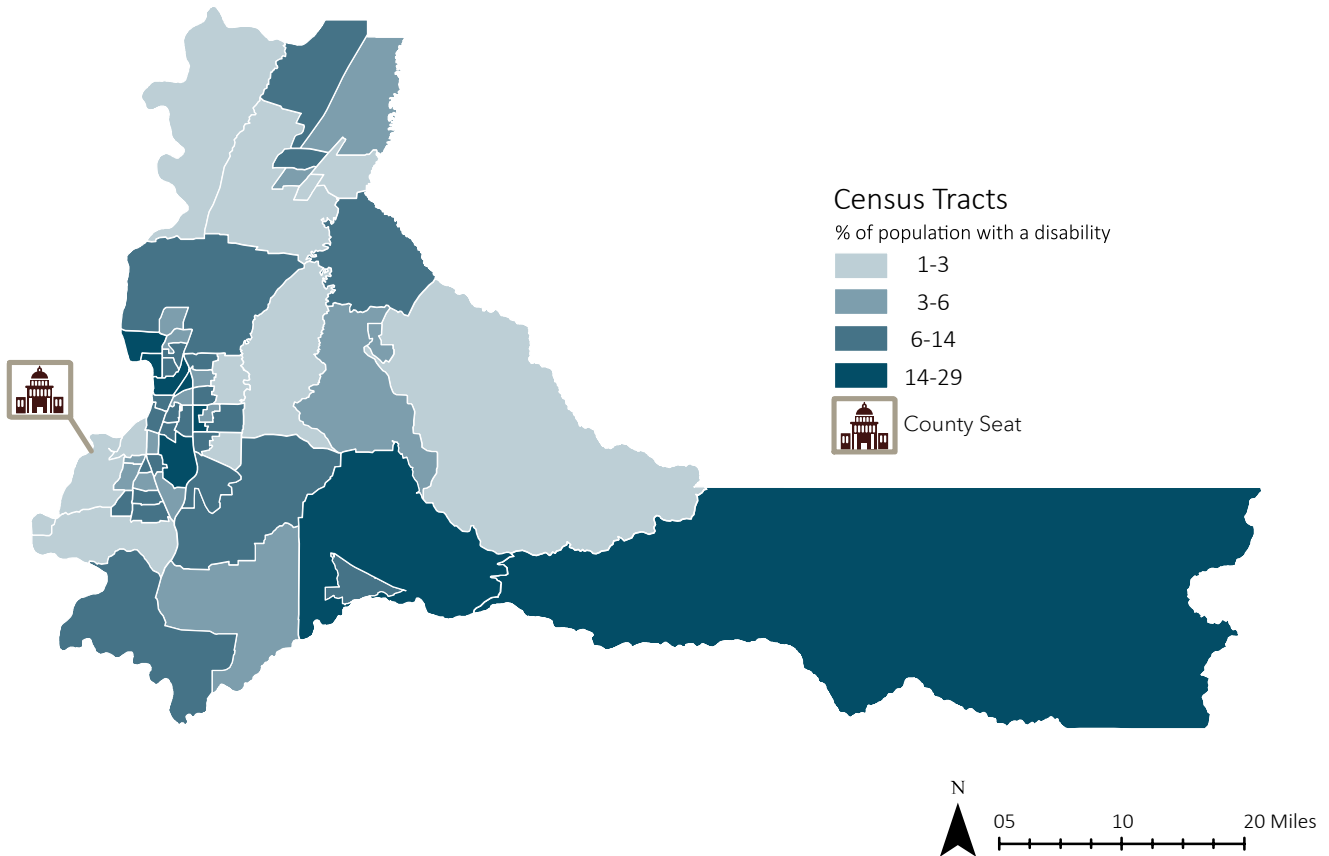 Census Tracts
% of population with a disability
1-3
3-6
6-14
14-29
County Seat
N
05 10 20 Miles